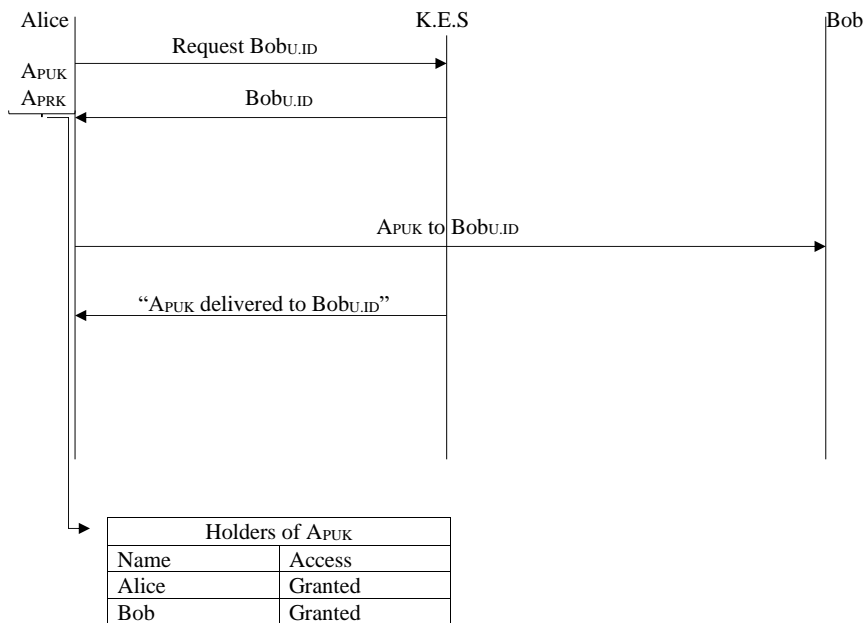 Alice K.E.S Bob
Request BobU.ID
APUK
APRK
BobU.ID
APUK to BobU.ID
“APUK delivered to BobU.ID”
Holders of APUK
Name Access
Alice Granted
Bob Granted